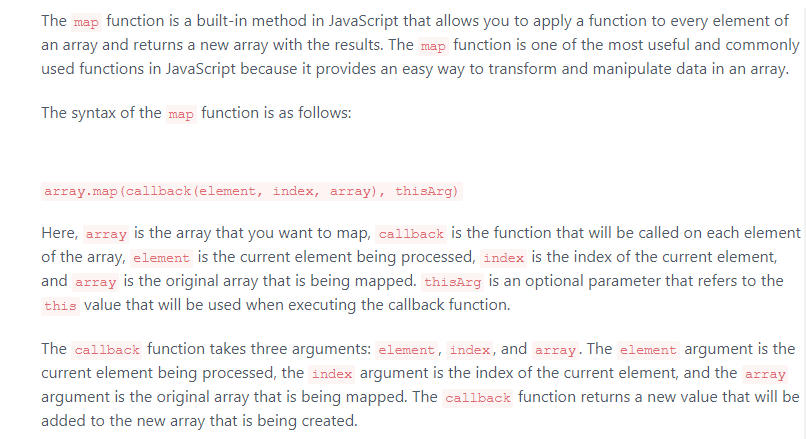 The map function is a built-in method in JavaScript that allows you to apply a function to every element of
an array and returns a new array with the results. The map function is one of the most useful and commonly
used functions in JavaScript because it provides an easy way to transform and manipulate data in an array.
The syntax of the map function is as follows:
array.map(callback(element, index, array), thisArg)
Here, array is the array that you want to map, callback is the function that will be called on each element
of the array, element is the current element being processed, index is the index of the current element,
and array is the original array that is being mapped. thisArg is an optional parameter that refers to the
this value that will be used when executing the callback function.
The callback function takes three arguments: element, index, and array. The element argument is the
current element being processed, the index argument is the index of the current element, and the array
argument is the original array that is being mapped. The callback function returns a new value that will be
added to the new array that is being created.